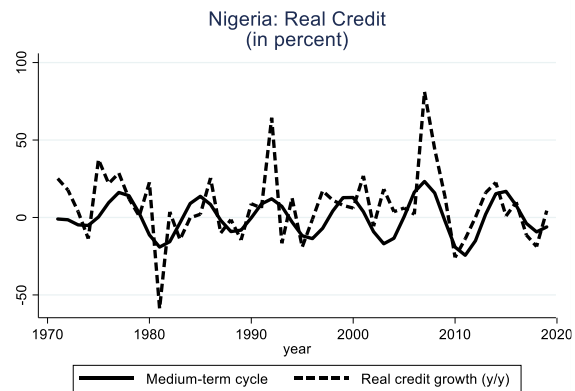 Nigeria: Real Credit
(in percent)
100
50
0
-50
1970 1980 1990 2000 2010 2020
year
Medium-term cycle Real credit growth (y/y)